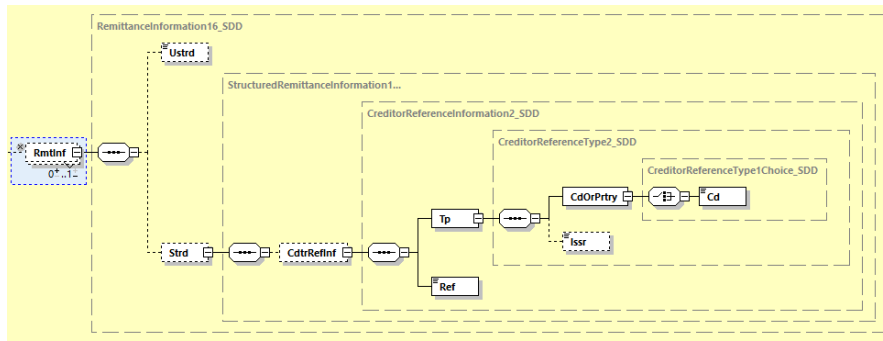 RemittanceInformation16_SDD
Ustrd
StructuredRemittanceInformation1...
CreditorReferenceInformation2_SDD
CreditorReferenceType2_SDD
RmtInf
0..1
CreditorReferenceType1Choice_SDD
CdOrPrtry
Cd
Tp
Issr
Strd
CdtrRefInf
Ref